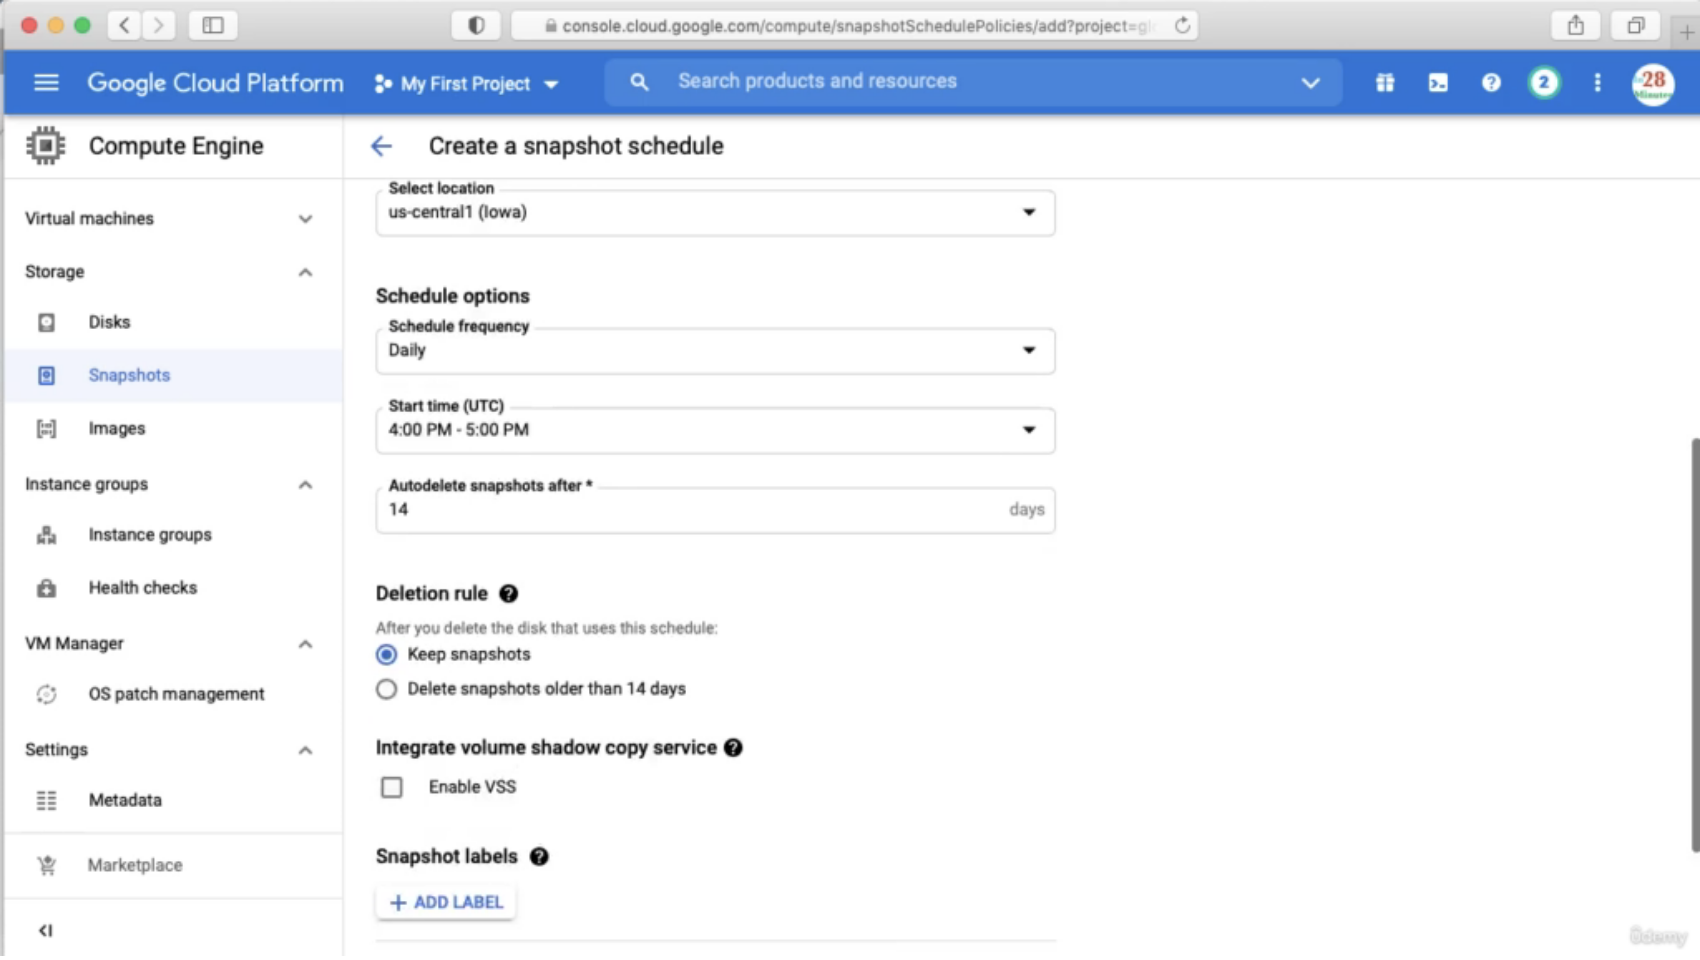 console.cloud.google.com/compute/snapshotSchedulePolicies/add?project=gl
Google Cloud Platform
My First Project
Search products and resources
2
28
Minutes
Compute Engine
Create a snapshot schedule
Virtual machines
Storage
Disks
Snapshots
Images
Instance groups
Instance groups
Health checks
VM Manager
OS patch management
Settings
Metadata
Marketplace
Select location
us-central1 (Iowa)
Schedule options
Schedule frequency
Daily
Start time (UTC)
4:00 PM - 5:00 PM
Autodelete snapshots after *
14
days
Deletion rule
After you delete the disk that uses this schedule:
Keep snapshots
Delete snapshots older than 14 days
Integrate volume shadow copy service
Enable VSS
Snapshot labels
+ ADD LABEL
ûdemy